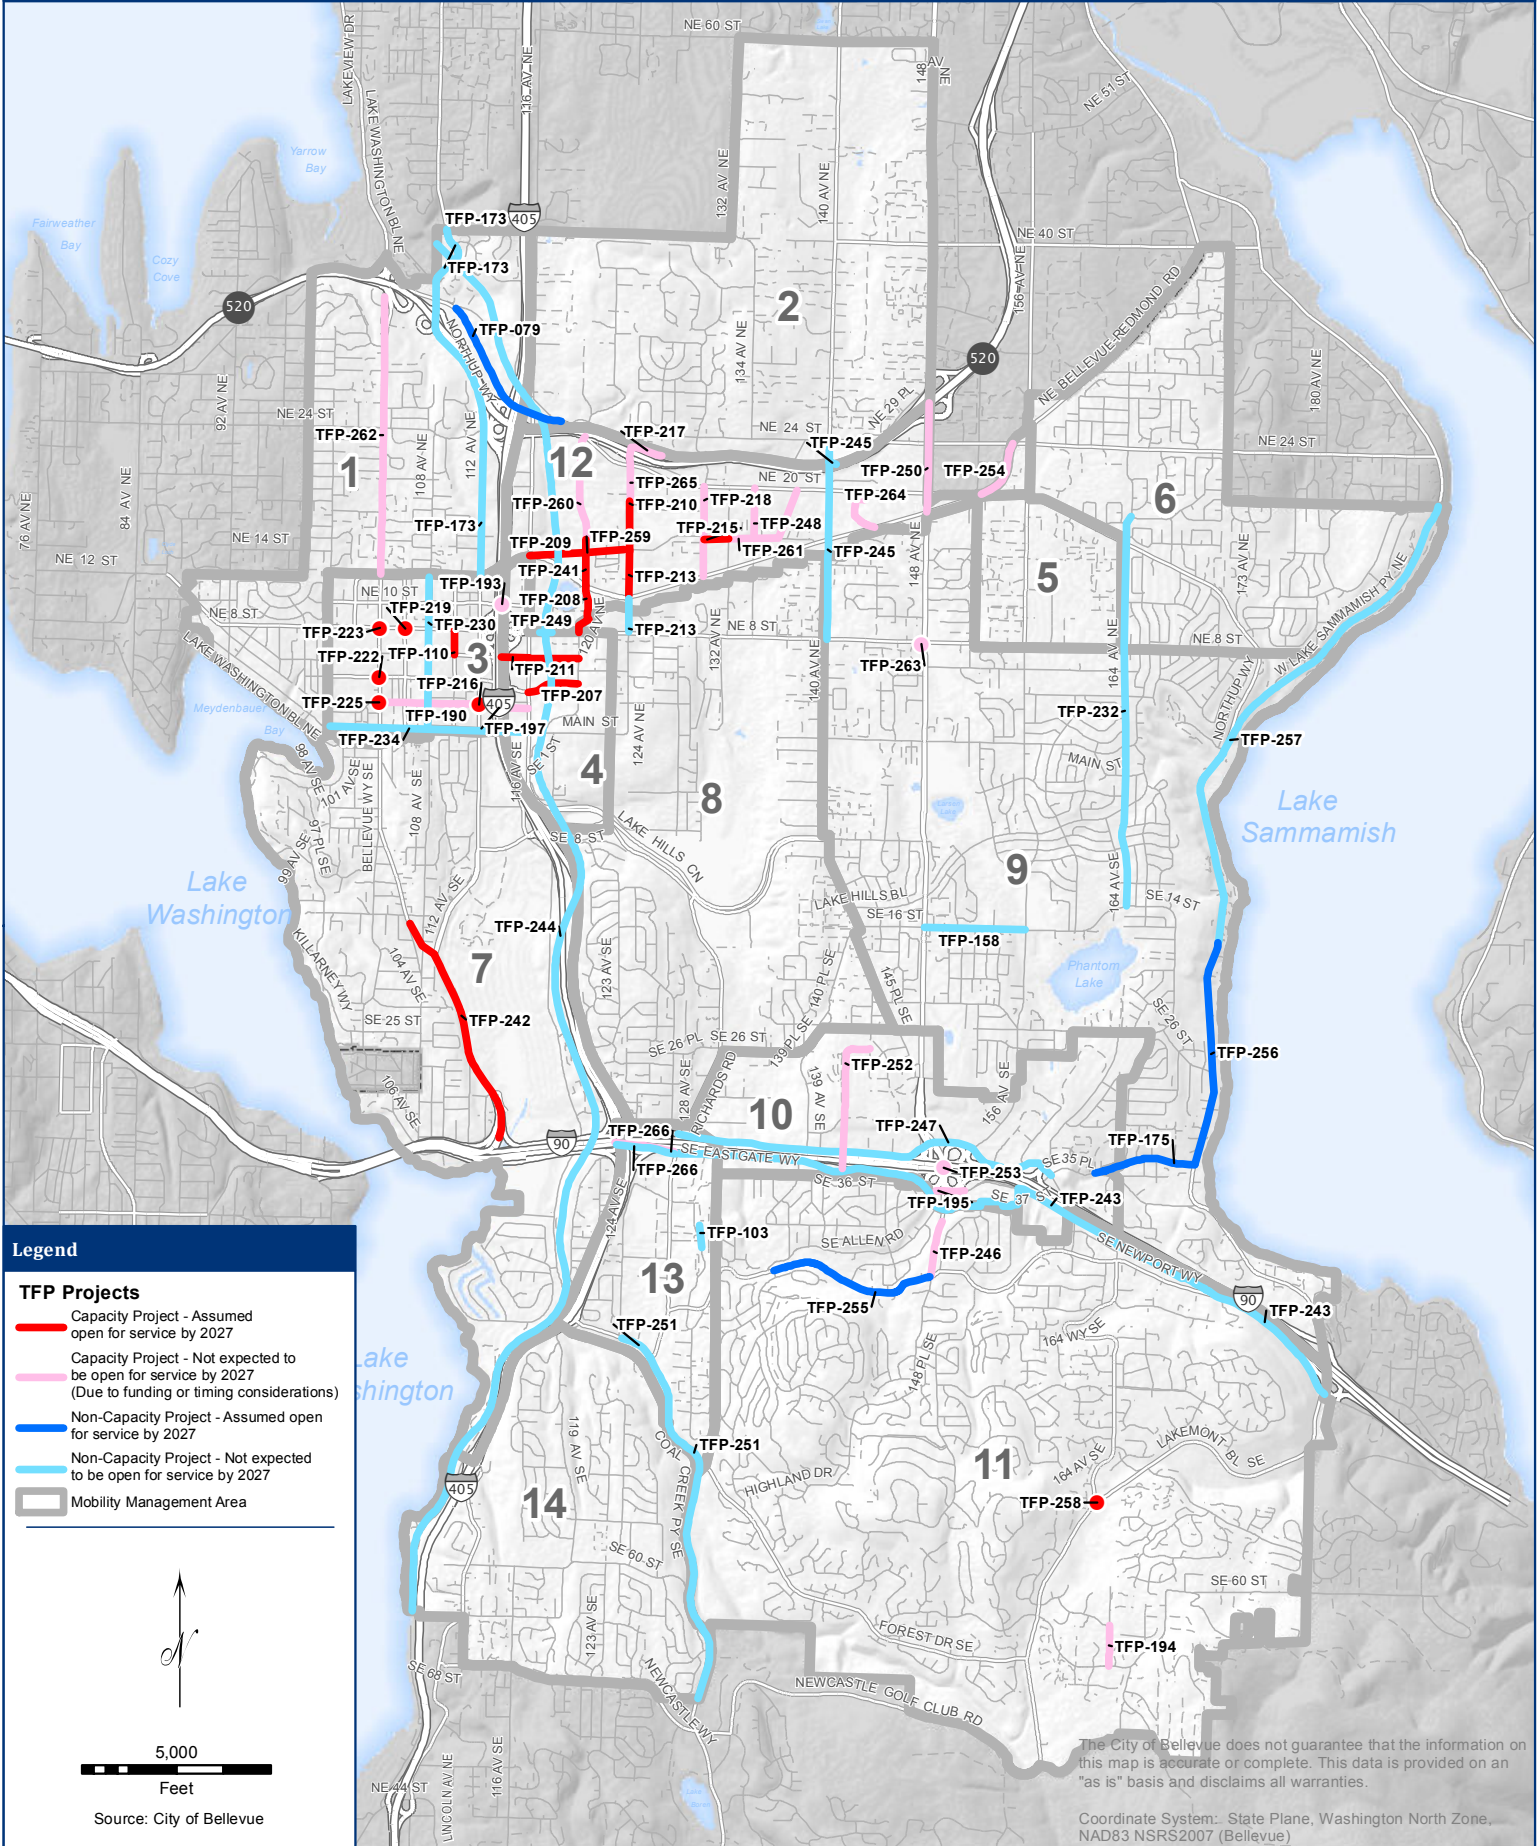 NE 60 ST
LAKEVIEW DR
LAKE WASHINGTON BL NE
116 AV NE
148 AV NE
NE 51 ST
Yarrow Bay
132 AV NE
140 AV NE
Fairweather Bay
Cozy Cove
TFP-173
405
NE 40 ST
156 AV NE
TFP-173
520
2
NE BELLEVUE-REDMOND RD
TFP-079
NORTHUP WY
134 AV NE
520
180 AV NE
92 AV NE
NE 24 ST
NE 29 PL
TFP-262
108 AV NE
112 AV NE
TFP-217
NE 24 ST
TFP-245
NE 24 ST
1
12
84 AV NE
76 AV NE
TFP-250
TFP-254
NE 20 ST
TFP-265
TFP-264
6
TFP-260
TFP-210
TFP-218
TFP-173
TFP-215
TFP-248
NE 14 ST
TFP-209
TFP-259
TFP-261
TFP-245
NE 12 ST
148 AV NE
173 AV NE
TFP-241
TFP-213
5
TFP-193
NE 10 ST
NE 8 ST
TFP-219
TFP-208
120 AV NE
TFP-230
TFP-249
TFP-223
TFP-213
NE 8 ST
132 AV NE
NE 8 ST
W LAKE SAMMAMISH PY NE
LAKE WASHINGTON BL NE
TFP-222
TFP-110
3
TFP-211
140 AV NE
TFP-263
164 AV NE
NORTHUP WY
TFP-216
TFP-207
TFP-225
405
Meydenbauer Bay
TFP-190
MAIN ST
TFP-232
TFP-197
TFP-234
124 AV NE
TFP-257
98 AV SE
101 AV SE
BELLEVUE WY SE
108 AV SE
116 AV SE
SE 1 ST
4
MAIN ST
8
Larsen Lake
Lake Sammamish
97 PL SE
99 AV SE
SE 8 ST
LAKE HILLS CN
9
Lake Washington
112 AV SE
LAKE HILLS BL
SE 16 ST
164 AV SE
SE 14 ST
KILLARNEY WY
TFP-244
TFP-158
104 AV SE
7
123 AV SE
140 PL SE
145 PL SE
Phantom Lake
SE 25 ST
TFP-242
SE 26 PL
SE 26 ST
139 PL SE
SE 26 ST
TFP-256
106 AV SE
128 AV SE
RICHARDS RD
139 AV SE
TFP-252
156 AV SE
10
TFP-247
90
TFP-266
TFP-175
SE EASTGATE WY
TFP-266
SE 35 PL
TFP-253
SE 36 ST
TFP-195
SE 37 S
TFP-243
124 AV SE
TFP-103
SE ALLEN RD
TFP-246
SE NEWPORT WY
13
TFP-255
90
TFP-243
TFP-251
148 PL SE
164 WY SE
Lake
shington
119 AV SE
TFP-251
COAL CREEK PY SE
HIGHLAND DR
11
164 AV SE
LAKEMONT BL SE
405
14
TFP-258
SE 60 ST
SE 60 ST
123 AV SE
FOREST DR SE
TFP-194
SE 68 ST
NEWCASTLE WY
NEWCASTLE GOLF CLUB RD
116 AV SE
LINCOLN AV NE
NE 44 ST
Lake Boren
Legend
TFP Projects
Capacity Project - Assumed
open for service by 2027
Capacity Project - Not expected to
be open for service by 2027
(Due to funding or timing considerations)
Non-Capacity Project - Assumed open
for service by 2027
Non-Capacity Project - Not expected
to be open for service by 2027
Mobility Management Area
N
5,000
Feet
Source: City of Bellevue
The City of Bellevue does not guarantee that the information on
this map is accurate or complete. This data is provided on an
"as is" basis and disclaims all warranties.
Coordinate System: State Plane, Washington North Zone,
NAD83 NSRS2007 (Bellevue)